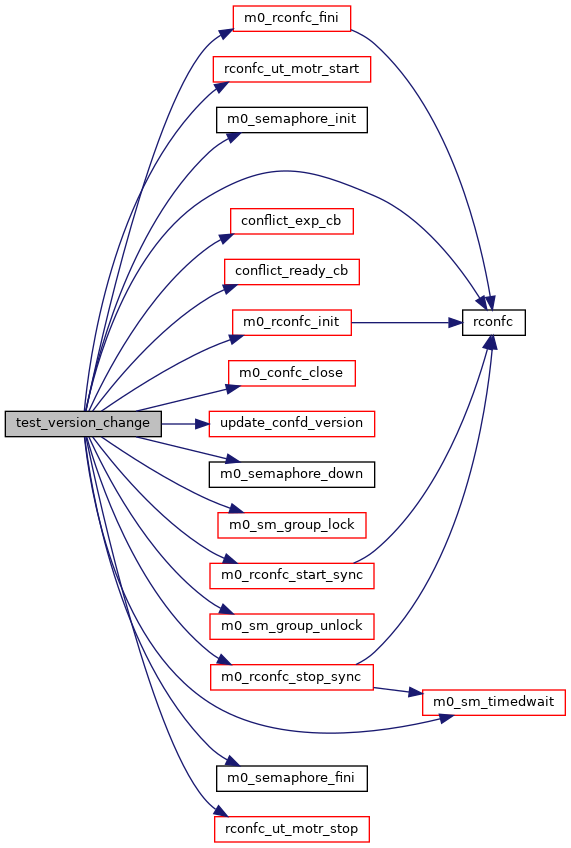 m0_rconfc_fini
rconfc_ut_motr_start
m0_semaphore_init
conflict_exp_cb
conflict_ready_cb
m0_rconfc_init
rconfc
m0_confc_close
test_version_change
update_confd_version
m0_semaphore_down
m0_sm_group_lock
m0_rconfc_start_sync
m0_sm_group_unlock
m0_rconfc_stop_sync
m0_sm_timedwait
m0_semaphore_fini
rconfc_ut_motr_stop